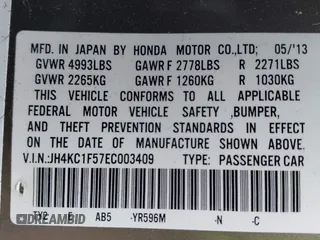 MFD. IN JAPAN BY HONDA MOTOR CO.,LTD. 05/'13
GVWR 4993LBS GAWR F 2778LBS R 2271LBS
GVWR 2265KG GAWR F 1260KG R 1030KG
THIS VEHICLE CONFORMS TO ALL APPLICABLE
FEDERAL MOTOR VEHICLE SAFETY ,BUMPER,
AND THEFT PREVENTION STANDARDS IN EFFECT
ON THE DATE OF MANUFACTURE SHOWN ABOVE.
V.I.N.:JH4KC1F57EC003409 TYPE: PASSENGER CAR
TY2 E AB5 -YR596M -N -C
DREAMBID